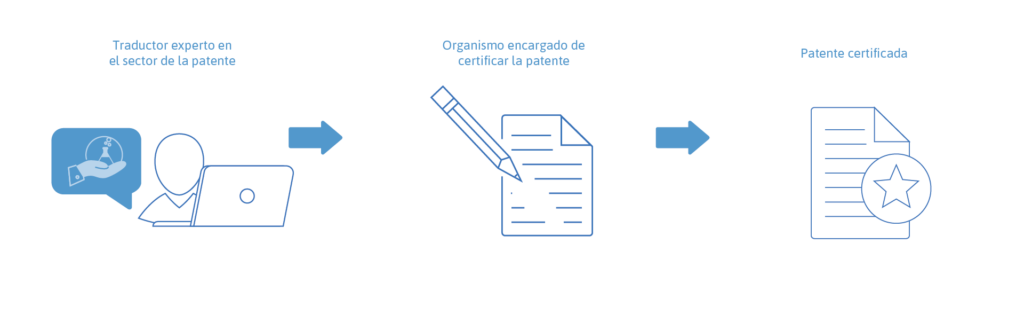 Traductor experto en
el sector de la patente
Organismo encargado de
certificar la patente
Patente certificada